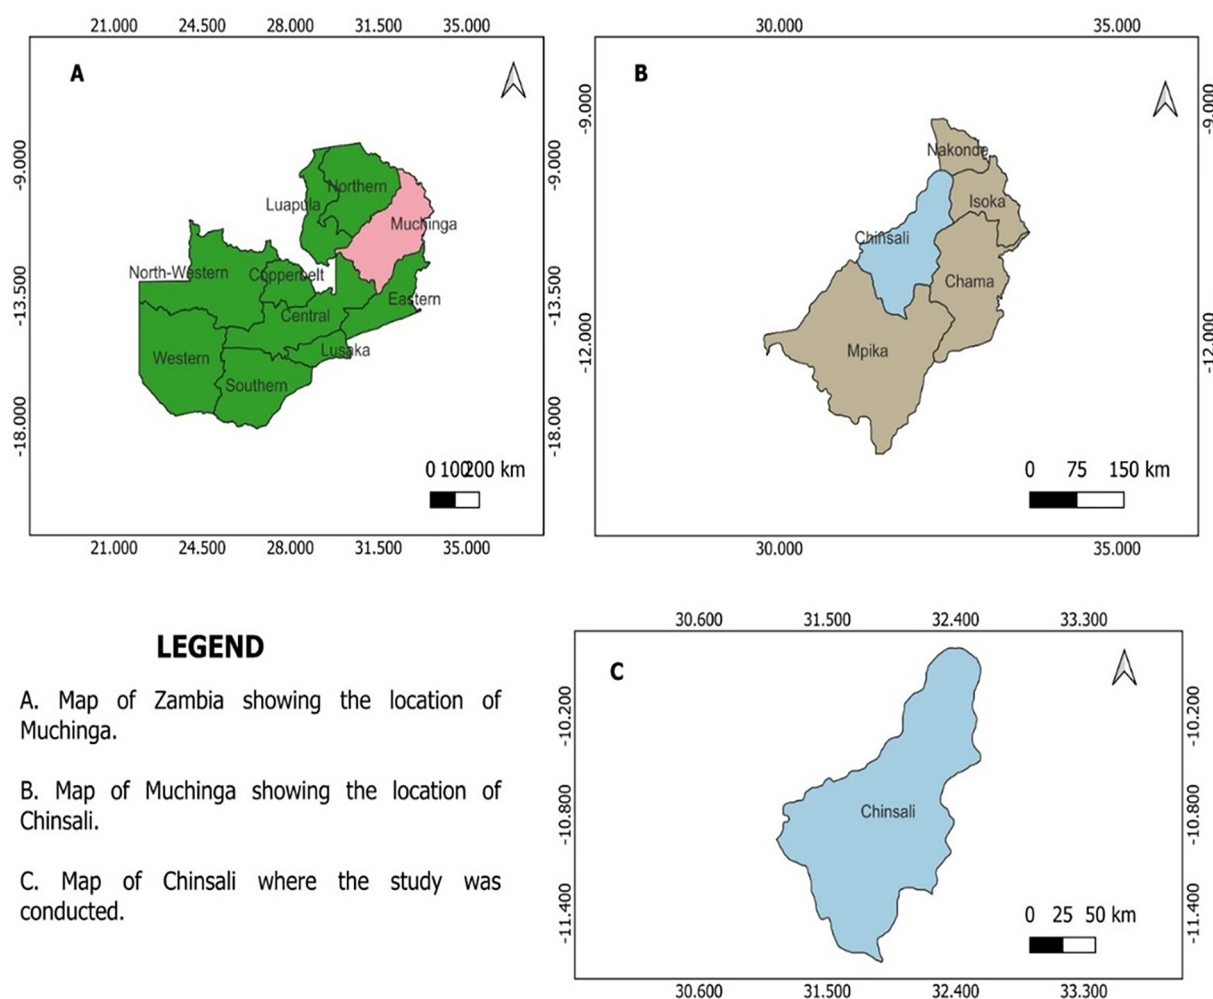 21.000 24.500 28.000 31.500 35.000
A
-9.000 -9.000
Northern
Luapula
Muchinga
North-Western
Copperbelt
-13.500 -13.500
Eastern
Central
Lusaka
Western
Southern
-18.000 -18.000
0 100 200 km
21.000 24.500 28.000 31.500 35.000
30.000 35.000
B
-9.000 -9.000
Nakonde
Isoka
Chinsali
Chama
-12.000 -12.000
Mpika
0 75 150 km
30.000 35.000
LEGEND
A. Map of Zambia showing the location of
Muchinga.
B. Map of Muchinga showing the location of
Chinsali.
C. Map of Chinsali where the study was
conducted.
30.600 31.500 32.400 33.300
C
-10.200 -10.200
-10.800 -10.800
Chinsali
-11.400 -11.400
0 25 50 km
30.600 31.500 32.400 33.300